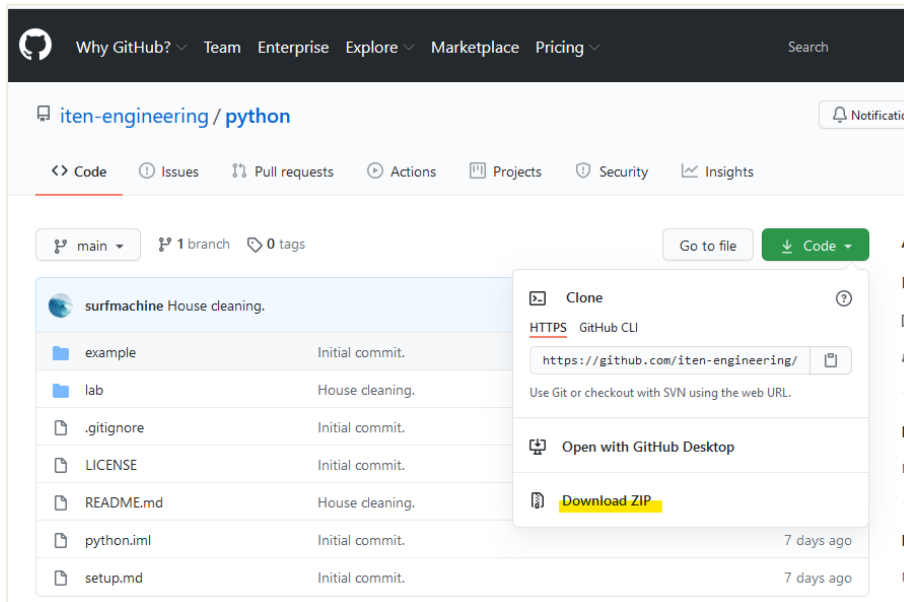 Why GitHub? Team Enterprise Explore Marketplace Pricing Search
iten-engineering / python
Code Issues Pull requests Actions Projects Security Insights
main 1 branch 0 tags Go to file Code
surfmachine House cleaning.
example Initial commit.
lab House cleaning.
.gitignore Initial commit.
LICENSE Initial commit.
README.md House cleaning.
python.iml Initial commit. 7 days ago
setup.md Initial commit. 7 days ago
Clone
HTTPS GitHub CLI
https://github.com/iten-engineering/
Use Git or checkout with SVN using the web URL.
Open with GitHub Desktop
Download ZIP